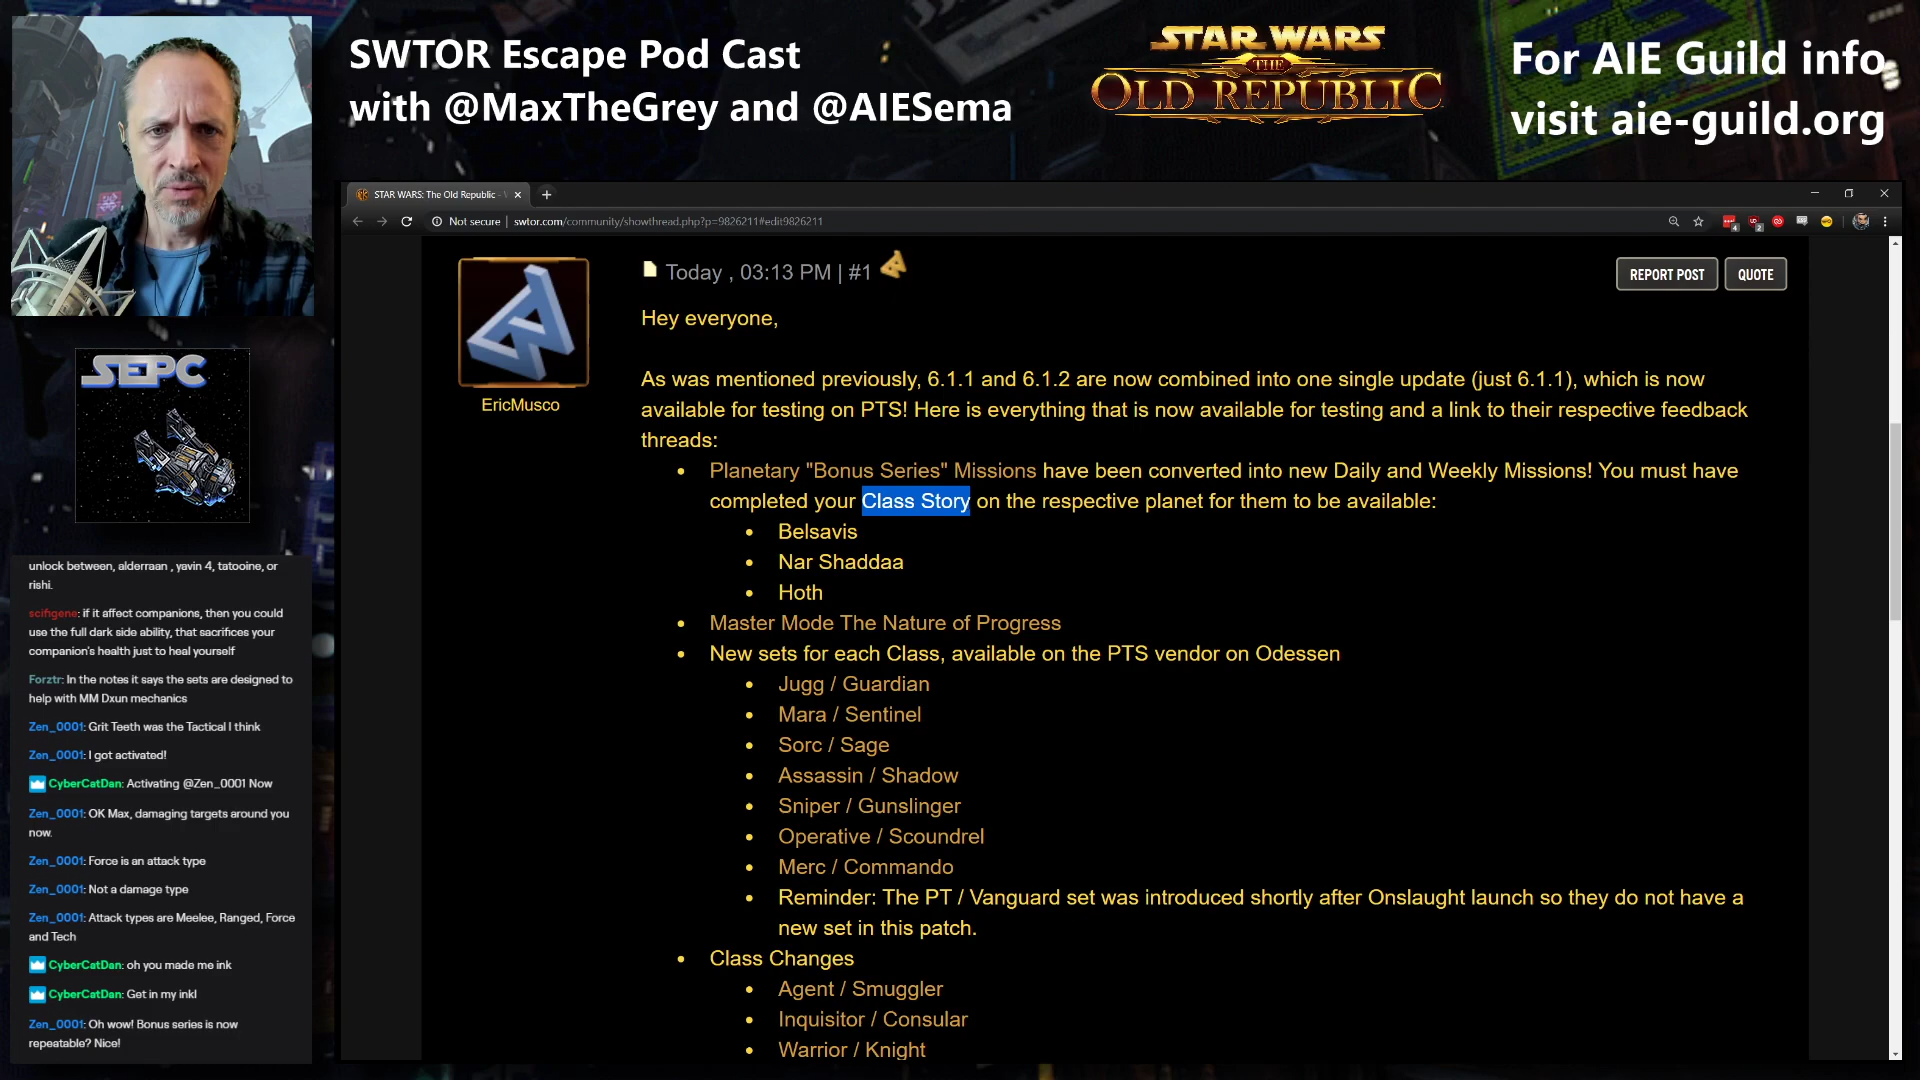 SWTOR Escape Pod Cast
with @MaxTheGrey and @AIESema
STAR WARS
THE
OLD REPUBLIC
For AIE Guild info
visit aie-guild.org
STAR WARS: The Old Republic -
Not secure | swtor.com/community/showthread.php?p=9826211#edit9826211
SEPC
unlock between, alderraan , yavin 4, tatooine, or
rishi.
scifigene: if it affect companions, then you could
use the full dark side ability, that sacrifices your
companion's health just to heal yourself
Forztr: In the notes it says the sets are designed to
help with MM Dxun mechanics
Zen_0001: Grit Teeth was the Tactical I think
Zen_0001: I got activated!
CyberCatDan: Activating @Zen_0001 Now
Zen_0001: OK Max, damaging targets around you
now.
Zen_0001: Force is an attack type
Zen_0001: Not a damage type
Zen_0001: Attack types are Meelee, Ranged, Force
and Tech
CyberCatDan: oh you made me ink
CyberCatDan: Get in my ink!
Zen_0001: Oh wow! Bonus series is now
repeatable? Nice!
EricMusco
Today , 03:13 PM | #1
REPORT POST
QUOTE
Hey everyone,
As was mentioned previously, 6.1.1 and 6.1.2 are now combined into one single update (just 6.1.1), which is now
available for testing on PTS! Here is everything that is now available for testing and a link to their respective feedback
threads:
• Planetary "Bonus Series" Missions have been converted into new Daily and Weekly Missions! You must have
completed your Class Story on the respective planet for them to be available:
• Belsavis
• Nar Shaddaa
• Hoth
• Master Mode The Nature of Progress
• New sets for each Class, available on the PTS vendor on Odessen
• Jugg / Guardian
• Mara / Sentinel
• Sorc / Sage
• Assassin / Shadow
• Sniper / Gunslinger
• Operative / Scoundrel
• Merc / Commando
• Reminder: The PT / Vanguard set was introduced shortly after Onslaught launch so they do not have a
new set in this patch.
• Class Changes
• Agent / Smuggler
• Inquisitor / Consular
• Warrior / Knight